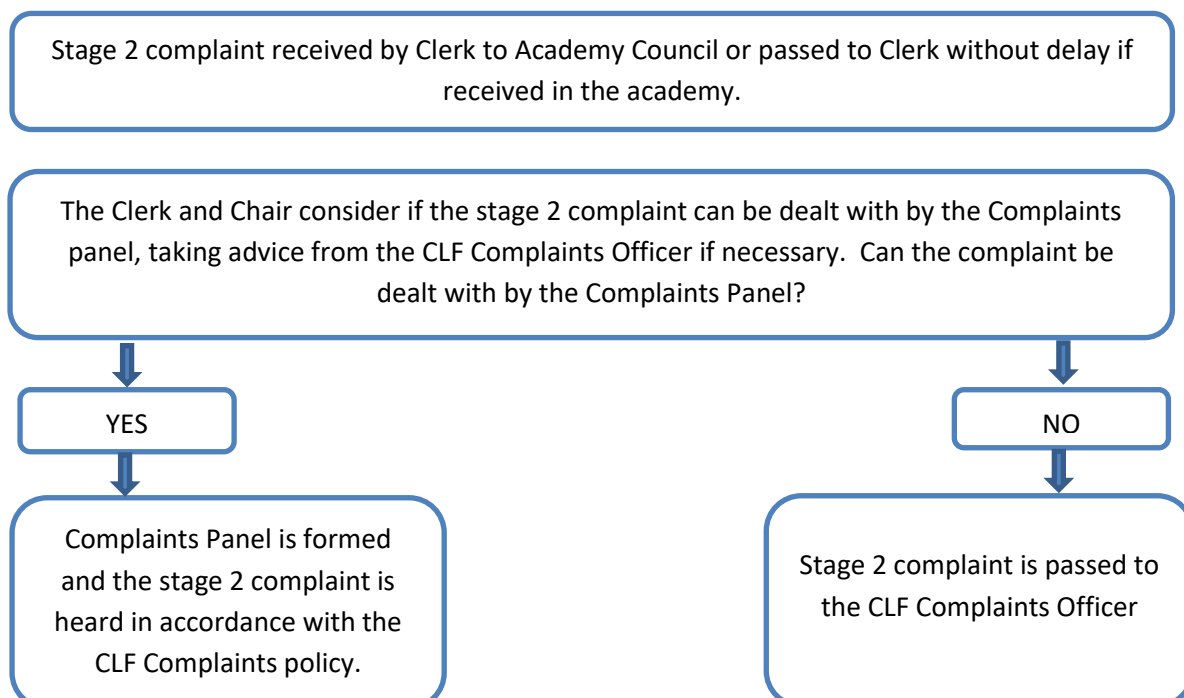 Stage 2 complaint received by Clerk to Academy Council or passed to Clerk without delay if
received in the academy.
The Clerk and Chair consider if the stage 2 complaint can be dealt with by the Complaints
panel, taking advice from the CLF Complaints Officer if necessary.  Can the complaint be
dealt with by the Complaints Panel?
YES
NO
Complaints Panel is formed
and the stage 2 complaint is
heard in accordance with the
CLF Complaints policy.
Stage 2 complaint is passed to
the CLF Complaints Officer